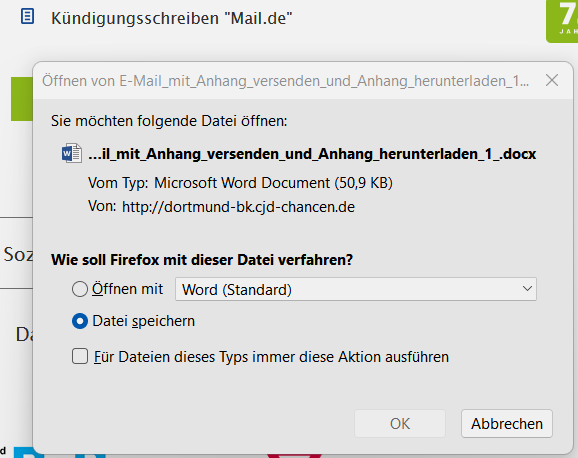 Kündigungsschreiben "Mail.de"
7
JAH
Öffnen von E-Mail_mit_Anhang_versenden_und_Anhang_herunterladen_1...
Sie möchten folgende Datei öffnen:
...il_mit_Anhang_versenden_und_Anhang_herunterladen_1_.docx
Vom Typ: Microsoft Word Document (50,9 KB)
Von: http://dortmund-bk.cjd-chancen.de
Soz
Wie soll Firefox mit dieser Datei verfahren?
Öffnen mit Word (Standard)
Da
Datei speichern
Für Dateien dieses Typs immer diese Aktion ausführen
OK Abbrechen
d